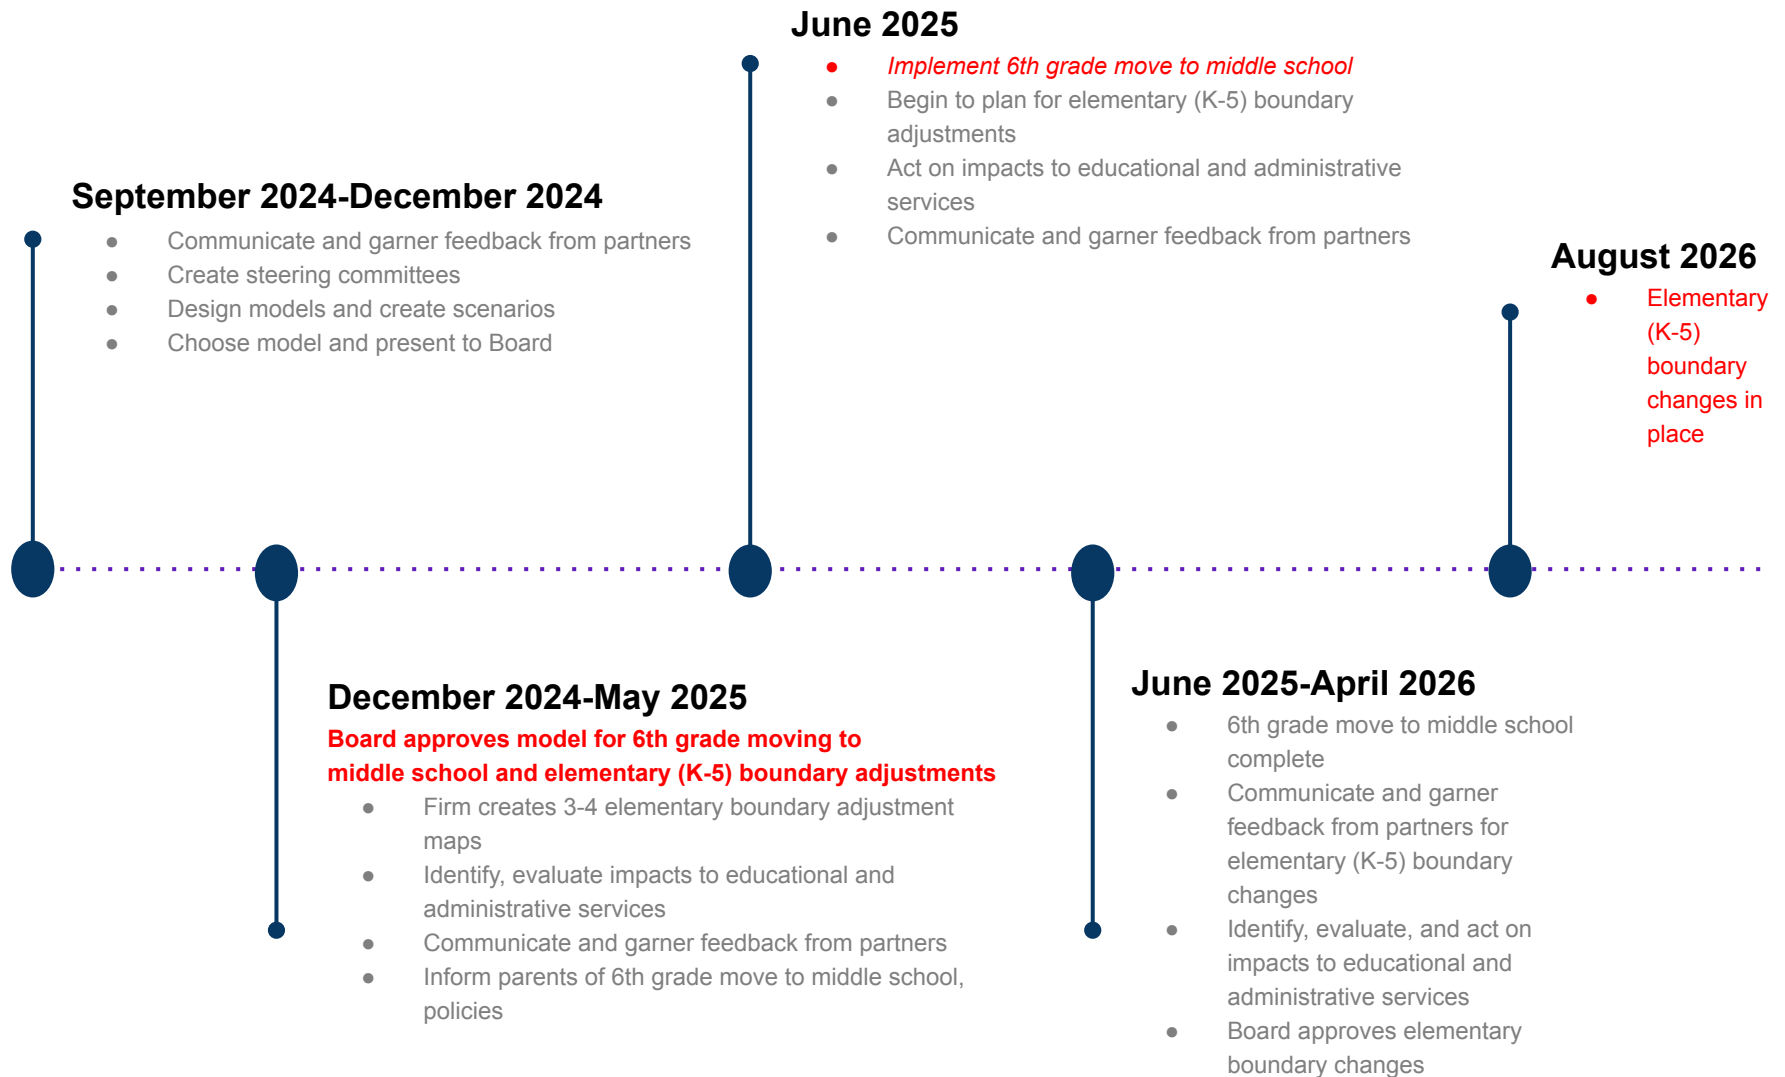 September 2024-December 2024
● Communicate and garner feedback from partners
● Create steering committees
● Design models and create scenarios
● Choose model and present to Board
December 2024-May 2025
Board approves model for 6th grade moving to
middle school and elementary (K-5) boundary adjustments
● Firm creates 3-4 elementary boundary adjustment
maps
● Identify, evaluate impacts to educational and
administrative services
● Communicate and garner feedback from partners
● Inform parents of 6th grade move to middle school,
policies
June 2025
● Implement 6th grade move to middle school
● Begin to plan for elementary (K-5) boundary
adjustments
● Act on impacts to educational and administrative
services
● Communicate and garner feedback from partners
June 2025-April 2026
● 6th grade move to middle school
complete
● Communicate and garner
feedback from partners for
elementary (K-5) boundary
changes
● Identify, evaluate, and act on
impacts to educational and
administrative services
● Board approves elementary
boundary changes
August 2026
● Elementary
(K-5)
boundary
changes in
place